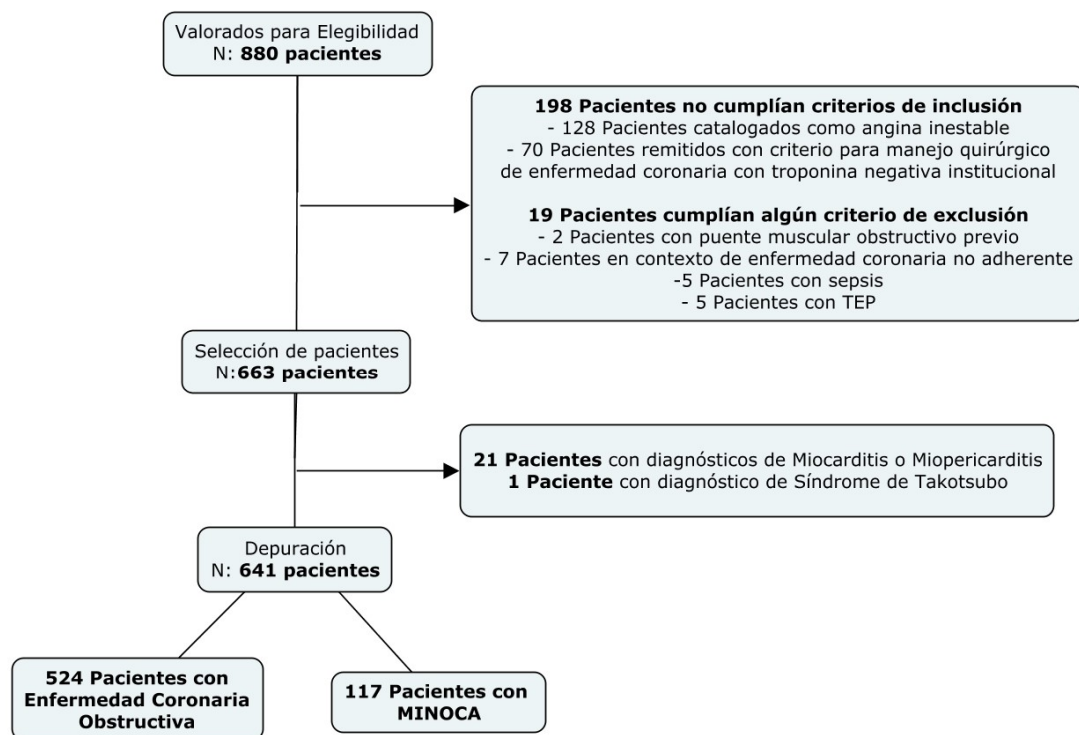 Valorados para Elegibilidad
N: 880 pacientes
198 Pacientes no cumplían criterios de inclusión
- 128 Pacientes catalogados como angina inestable
- 70 Pacientes remitidos con criterio para manejo quirúrgico
de enfermedad coronaria con troponina negativa institucional
19 Pacientes cumplían algún criterio de exclusión
- 2 Pacientes con puente muscular obstructivo previo
- 7 Pacientes en contexto de enfermedad coronaria no adherente
-5 Pacientes con sepsis
- 5 Pacientes con TEP
Selección de pacientes
N:663 pacientes
21 Pacientes con diagnósticos de Miocarditis o Miopericarditis
1 Paciente con diagnóstico de Síndrome de Takotsubo
Depuración
N: 641 pacientes
524 Pacientes con
Enfermedad Coronaria
Obstructiva
117 Pacientes con
MINOCA